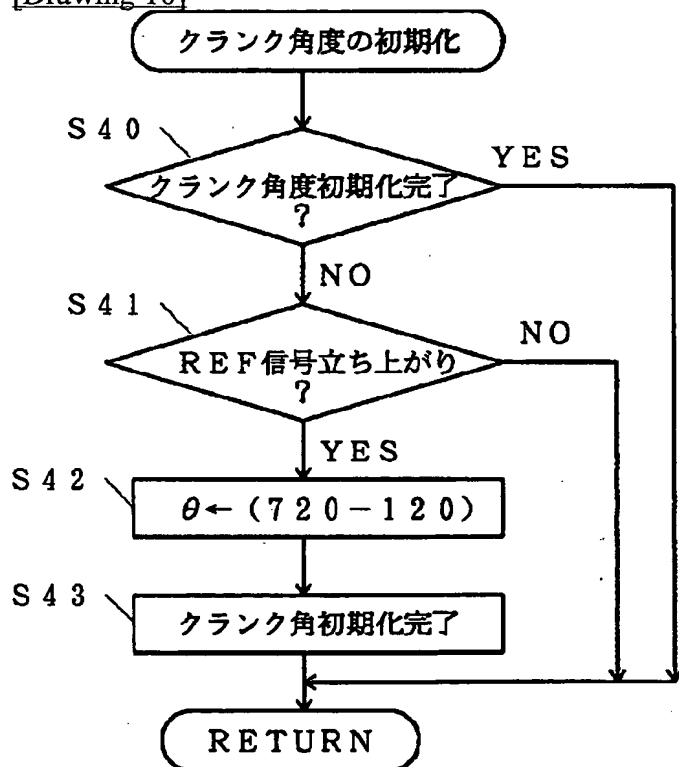 [Drawing 10]
クランク角度の初期化
S40
クランク角度初期化完了
?
YES
NO
S41
REF信号立ち上がり
?
NO
YES
S42
θ←(720-120)
S43
クランク角初期化完了
RETURN